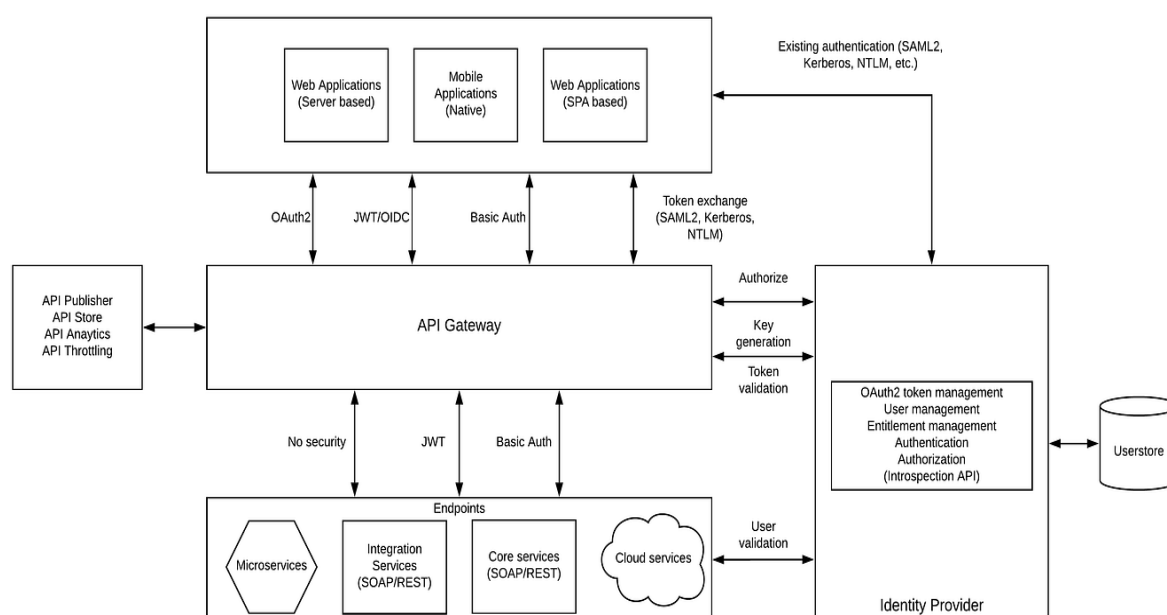 Existing authentication (SAML2,
Kerberos, NTLM, etc.)
Web Applications
(Server based)
Mobile
Applications
(Native)
Web Applications
(SPA based)
OAuth2
JWT/OIDC
Basic Auth
Token exchange
(SAML2, Kerberos,
NTLM)
API Publisher
API Store
API Anaytics
API Throttling
API Gateway
Authorize
Key
generation
Token
validation
OAuth2 token management
User management
Entitlement management
Authentication
Authorization
(Introspection API)
Userstore
No security
JWT
Basic Auth
Endpoints
Microservices
Integration
Services
(SOAP/REST)
Core services
(SOAP/REST)
Cloud services
User
validation
Identity Provider